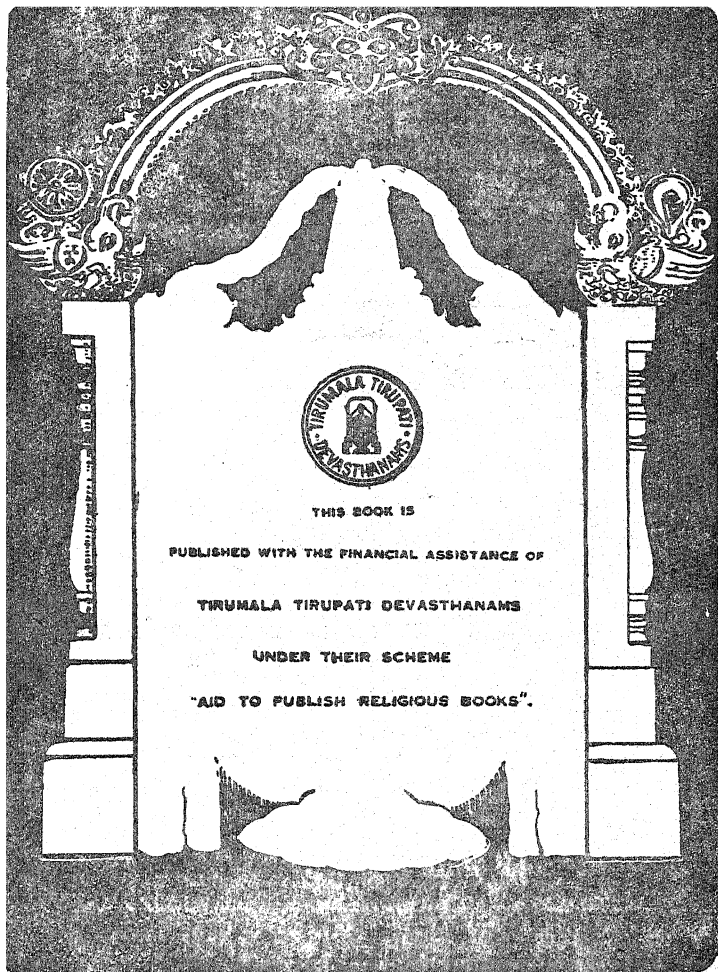 TIRUMALA TIRUPATI
DEVASTHANAMS
THIS BOOK IS
PUBLISHED WITH THE FINANCIAL ASSISTANCE OF
TIRUMALA TIRUPATI DEVASTHANAMS
UNDER THEIR SCHEME
"AID TO PUBLISH RELIGIOUS BOOKS".